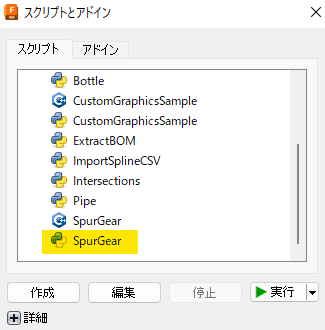 スクリプトとアドイン
スクリプト アドイン
Bottle
CustomGraphicsSample
CustomGraphicsSample
ExtractBOM
ImportSplineCSV
Intersections
Pipe
SpurGear
SpurGear
作成 編集 停止 実行
詳細